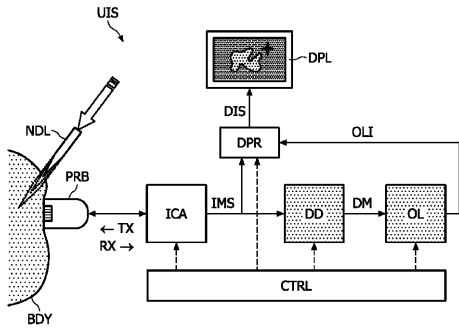 UIS
DPL
NDL
DIS
OLI
PRB
DPR
ICA
IMS
DD
DM
OL
← TX
RX →
CTRL
BDY